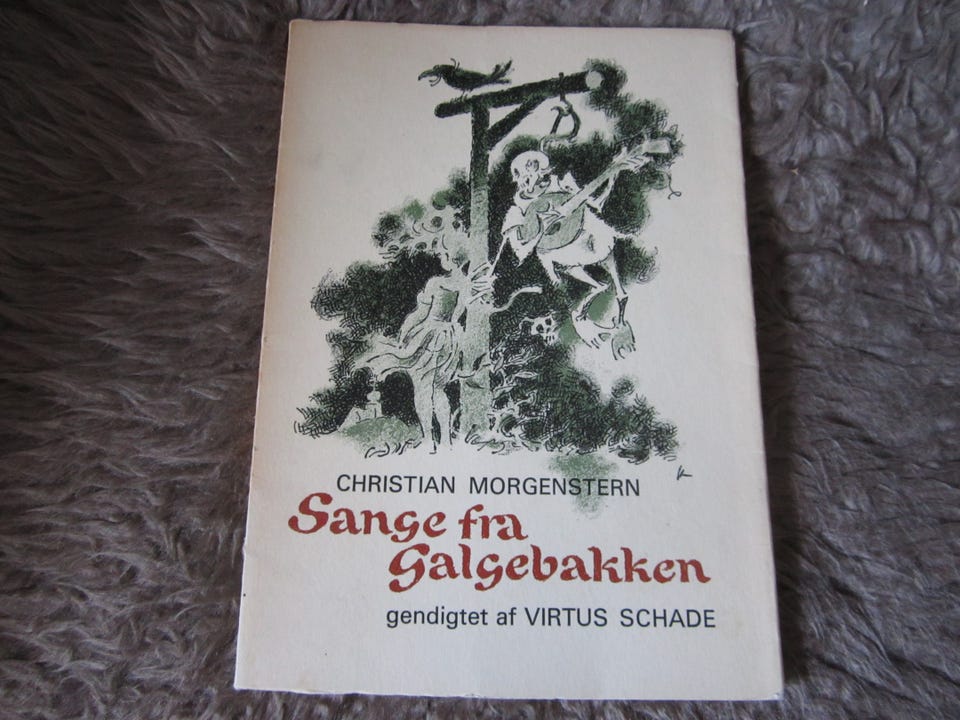 CHRISTIAN MORGENSTERN
Sange fra
Galgebakken
gendigtet af VIRTUS SCHADE